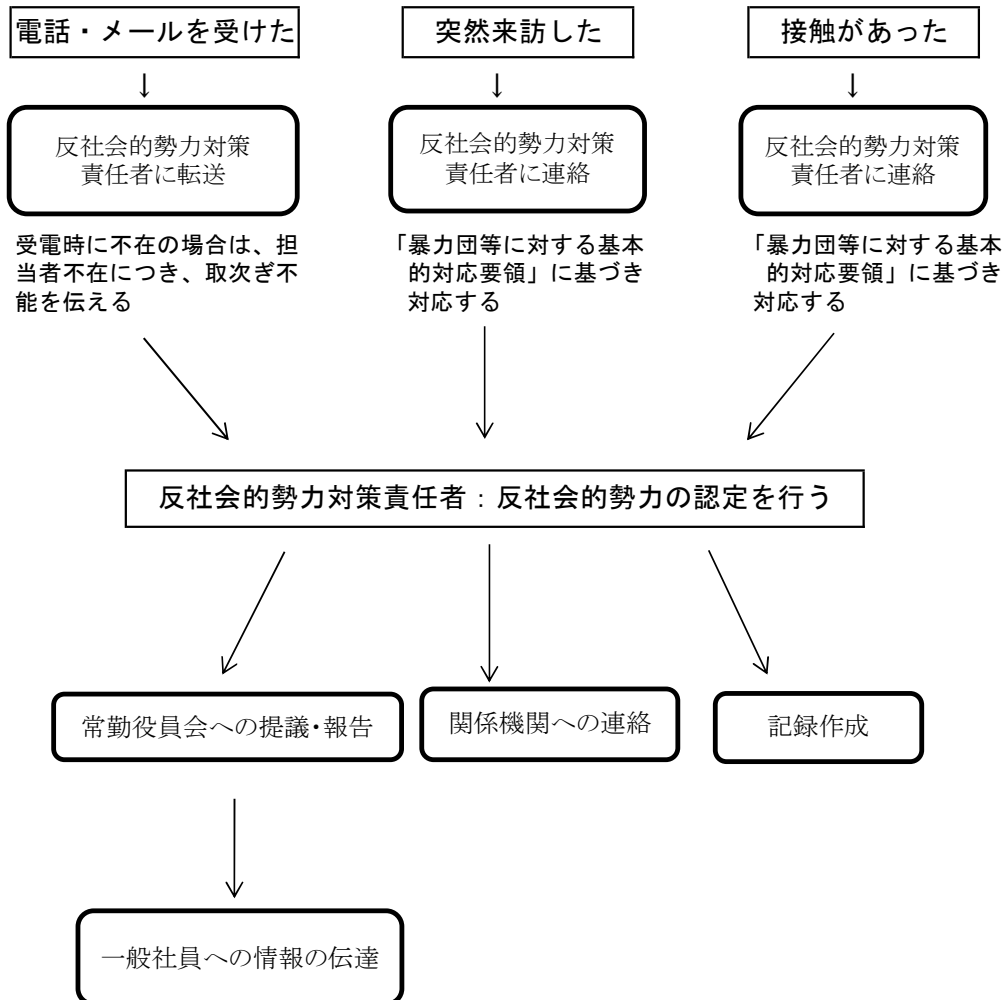 電話・メールを受けた
突然来訪した
接触があった
↓
↓
↓
反社会的勢力対策
責任者に転送
反社会的勢力対策
責任者に連絡
反社会的勢力対策
責任者に連絡
受電時に不在の場合は、担
当者不在につき、取次ぎ不
能を伝える
「暴力団等に対する基本
的対応要領」に基づき
対応する
「暴力団等に対する基本
的対応要領」に基づき
対応する
反社会的勢力対策責任者：反社会的勢力の認定を行う
常勤役員会への提議・報告
関係機関への連絡
記録作成
一般社員への情報の伝達